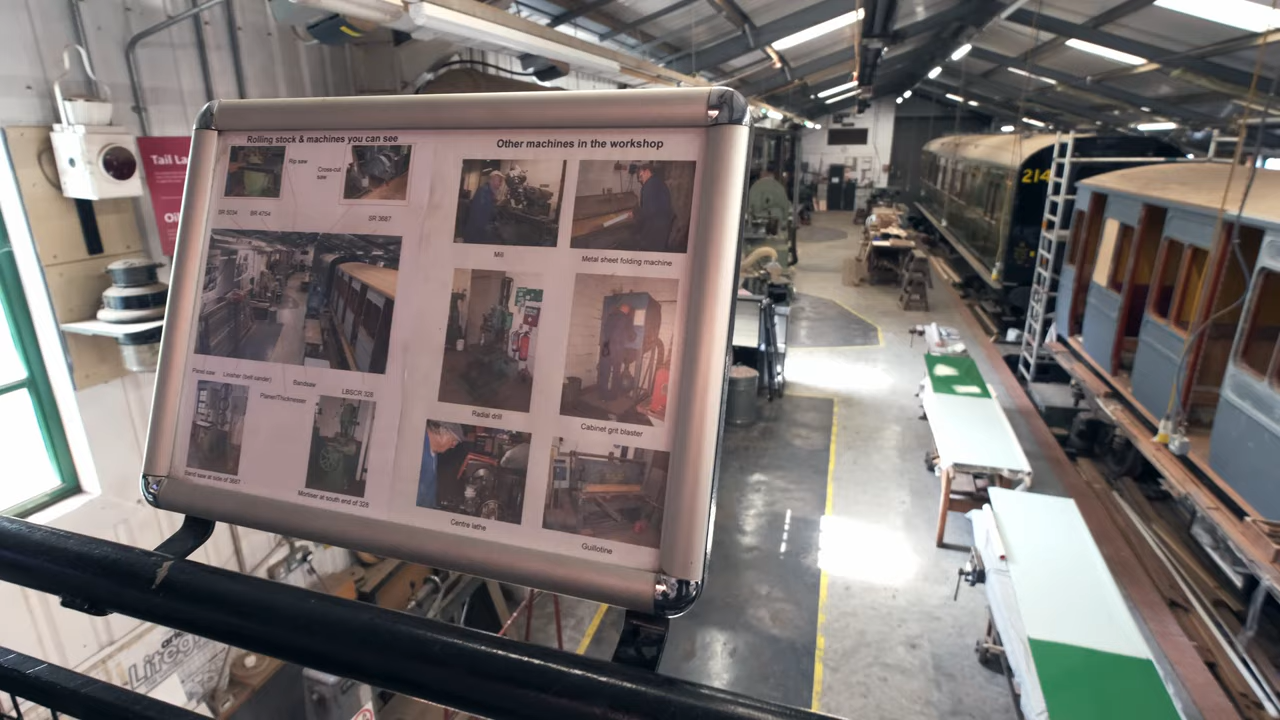 Rolling stock & machines you can see
Rip saw
Cross-cut
saw
BR 4754
SR 3687
Panel saw
Linisher (belt sander)
Bandsaw
LBSCR 328
Planer/Thicknesser
Band saw at side of 3687
Mortiser at south end of 328
Other machines in the workshop
Mill
Metal sheet folding machine
Radial drill
Cabinet grit blaster
Centre lathe
Guillotine
Tail La
Oil
214